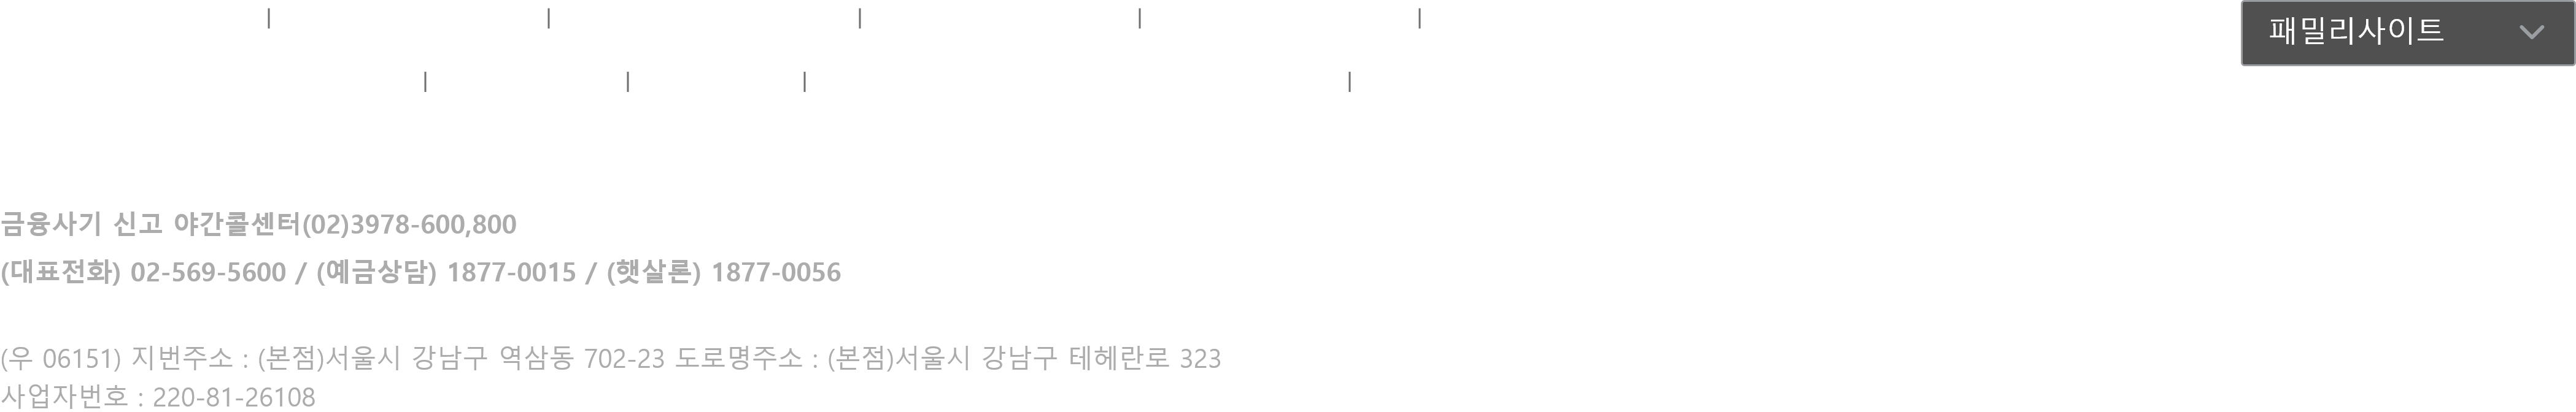 패밀리사이트
금융사기 신고 야간콜센터(02)3978-600,800
(대표전화) 02-569-5600 / (예금상담) 1877-0015 / (햇살론) 1877-0056
(우 06151) 지번주소 : (본점)서울시 강남구 역삼동 702-23 도로명주소 : (본점)서울시 강남구 테헤란로 323
사업자번호 : 220-81-26108